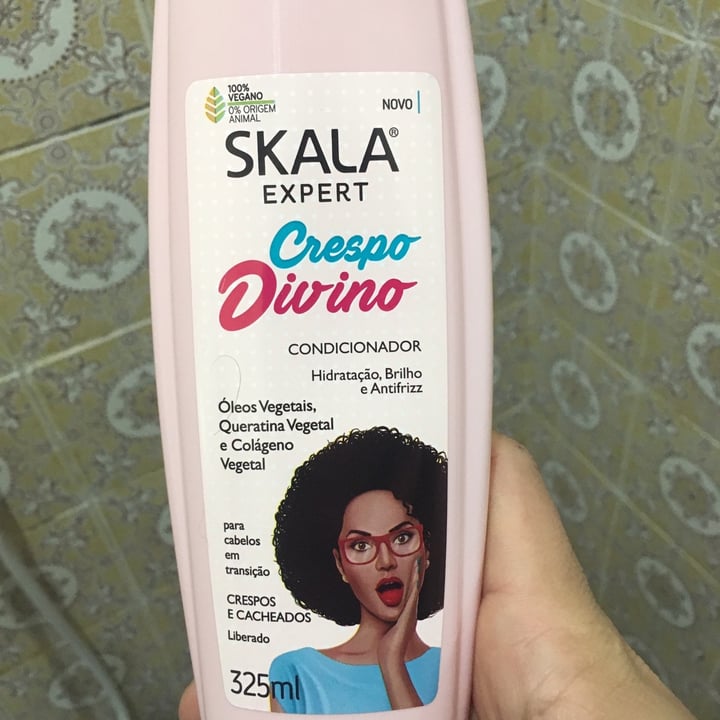 100%
VEGANO
0% ORIGEM
ANIMAL
NOVO
SKALA®
EXPERT
Crespo
Divino
CONDICIONADOR
Hidratação, Brilho
e Antifrizz
Óleos Vegetais,
Queratina Vegetal
e Colágeno
Vegetal
para
cabelos
em
transição
CRESPOS
E CACHEADOS
Liberado
325ml